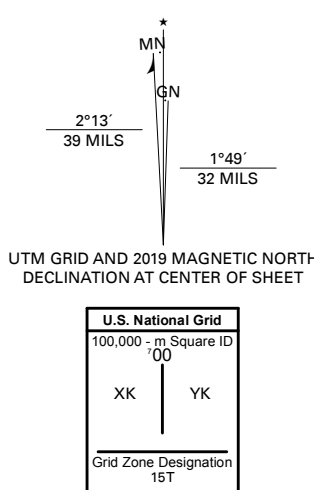 ★
MN
GN
2°13´
39 MILS
1°49´
32 MILS
UTM GRID AND 2019 MAGNETIC NORTH
DECLINATION AT CENTER OF SHEET
U.S. National Grid
100,000 - m Square ID
⁷00
XK YK
Grid Zone Designation
15T